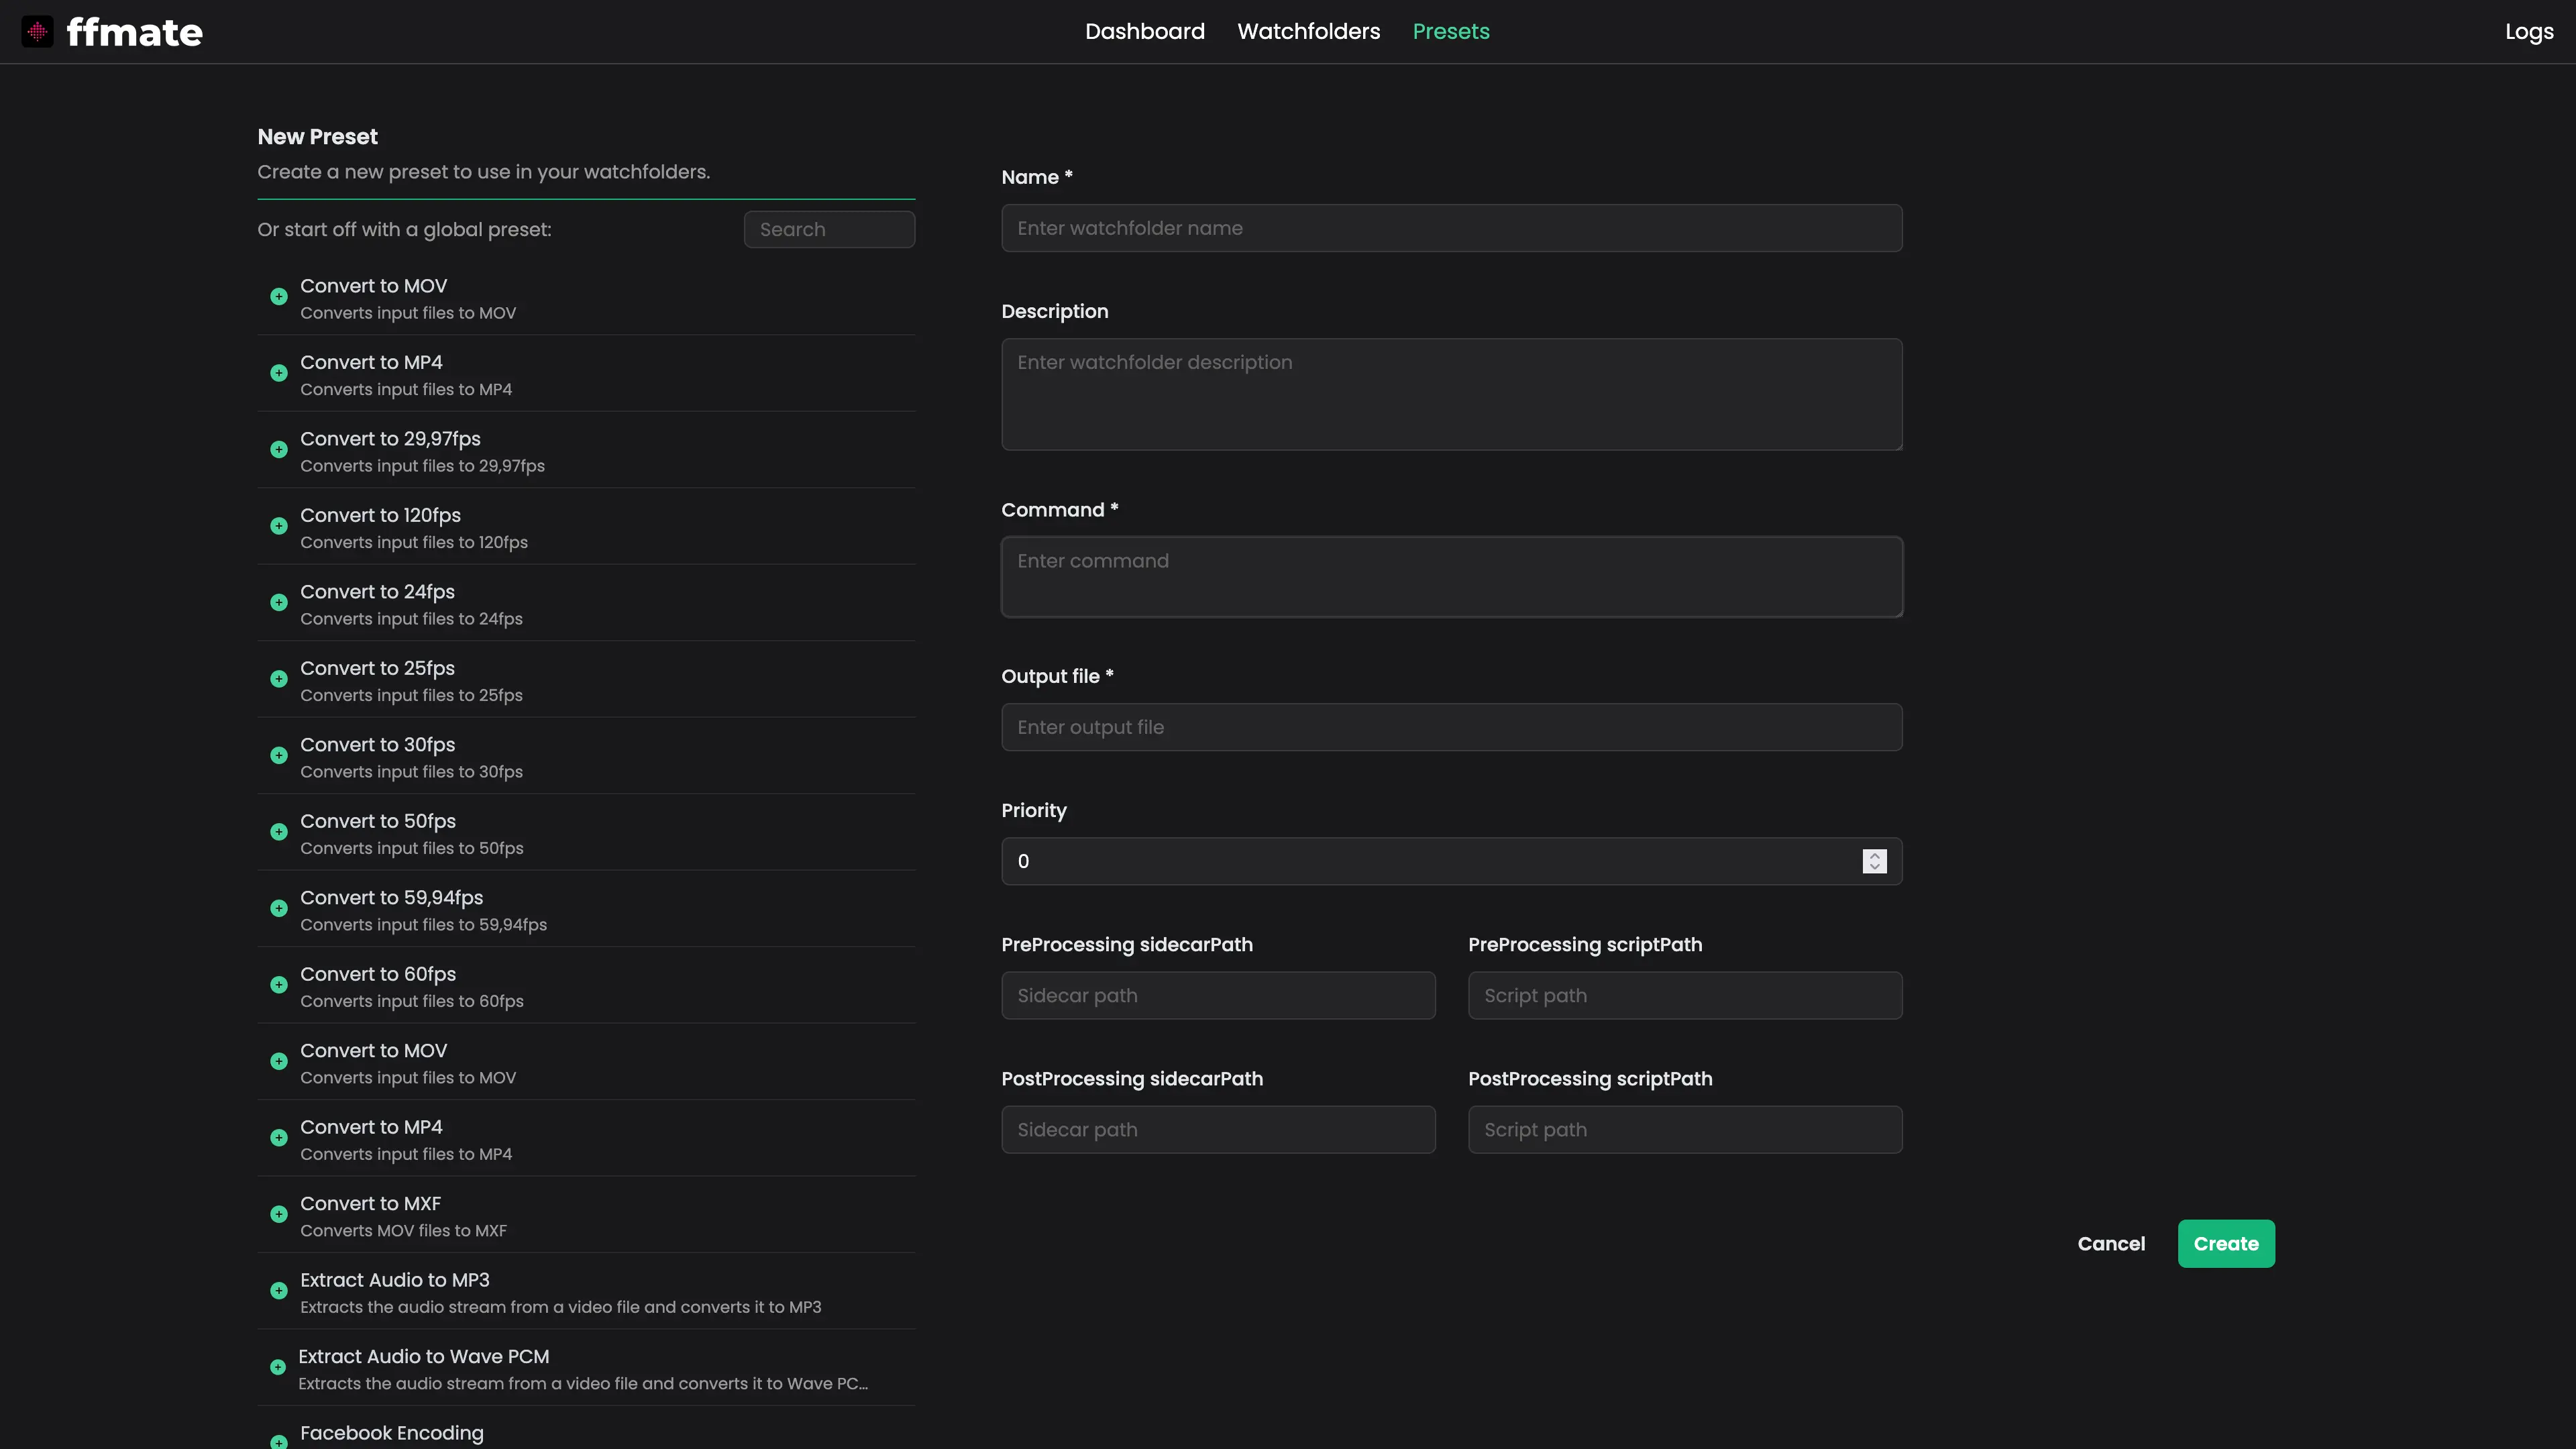 ffmate
Dashboard Watchfolders Presets
Logs
New Preset
Create a new preset to use in your watchfolders.
Or start off with a global preset:
Search
Convert to MOV
Converts input files to MOV
Convert to MP4
Converts input files to MP4
Convert to 29,97fps
Converts input files to 29,97fps
Convert to 120fps
Converts input files to 120fps
Convert to 24fps
Converts input files to 24fps
Convert to 25fps
Converts input files to 25fps
Convert to 30fps
Converts input files to 30fps
Convert to 50fps
Converts input files to 50fps
Convert to 59,94fps
Converts input files to 59,94fps
Convert to 60fps
Converts input files to 60fps
Convert to MOV
Converts input files to MOV
Convert to MP4
Converts input files to MP4
Convert to MXF
Converts MOV files to MXF
Extract Audio to MP3
Extracts the audio stream from a video file and converts it to MP3
Extract Audio to Wave PCM
Extracts the audio stream from a video file and converts it to Wave PC...
Facebook Encoding
Name *
Enter watchfolder name
Description
Enter watchfolder description
Command *
Enter command
Output file *
Enter output file
Priority
0
PreProcessing sidecarPath PreProcessing scriptPath
Sidecar path Script path
PostProcessing sidecarPath PostProcessing scriptPath
Sidecar path Script path
Cancel Create